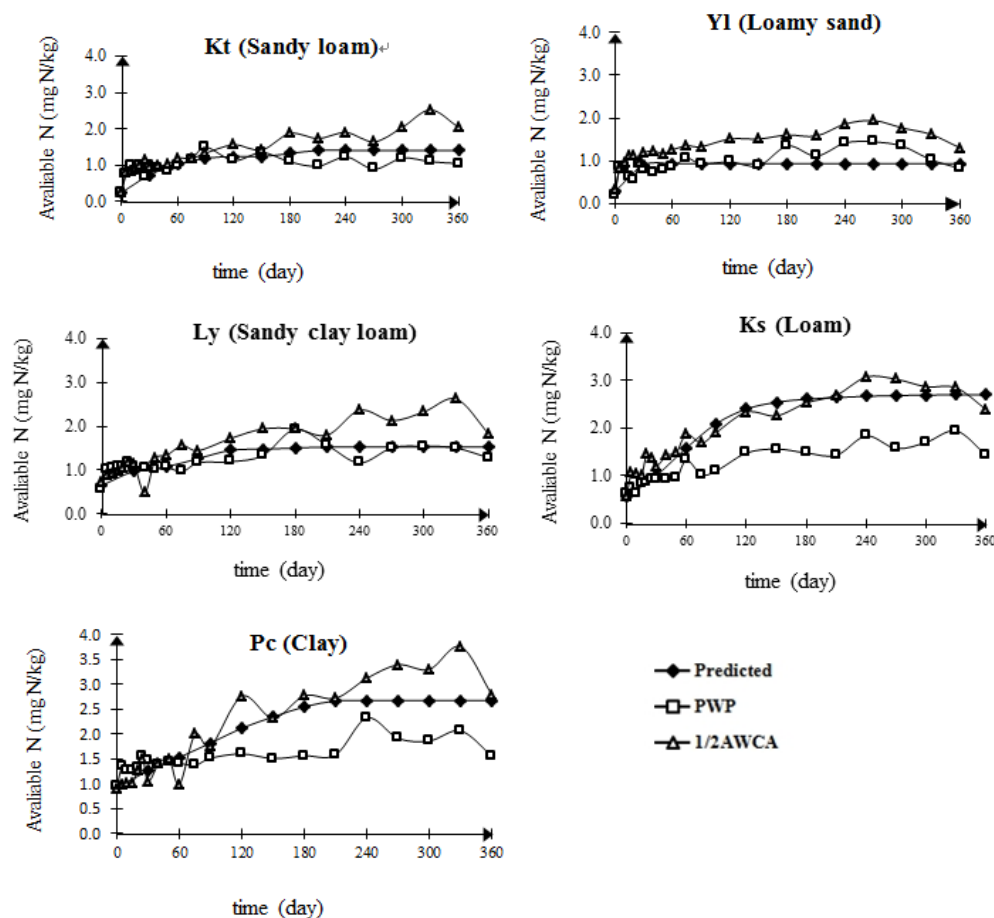 Kt (Sandy loam)↵
Avaliable N (mg N/kg)
4.0
3.0
2.0
1.0
0.0
0 60 120 180 240 300 360
time (day)
Yl (Loamy sand)
Avaliable N (mg N/kg)
4.0
3.0
2.0
1.0
0.0
0 60 120 180 240 300 360
time (day)
Ly (Sandy clay loam)
Avaliable N (mg N/kg)
4.0
3.0
2.0
1.0
0.0
0 60 120 180 240 300 360
time (day)
Ks (Loam)
Avaliable N (mg N/kg)
4.0
3.0
2.0
1.0
0.0
0 60 120 180 240 300 360
time (day)
Pc (Clay)
Avaliable N (mg N/kg)
4.0
3.5
3.0
2.5
2.0
1.5
1.0
0.5
0.0
0 60 120 180 240 300 360
time (day)
Predicted
PWP
1/2AWCA